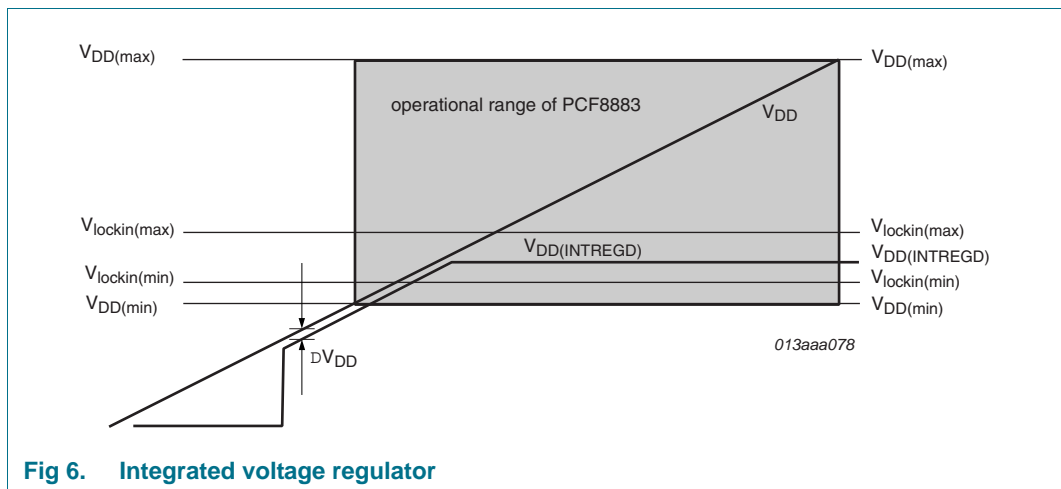 VDD(max)
VDD(max)
operational range of PCF8883
VDD
Vlockin(max)
Vlockin(max)
VDD(INTREGD)
VDD(INTREGD)
Vlockin(min)
Vlockin(min)
VDD(min)
VDD(min)
DVDD
013aaa078
Fig 6. Integrated voltage regulator